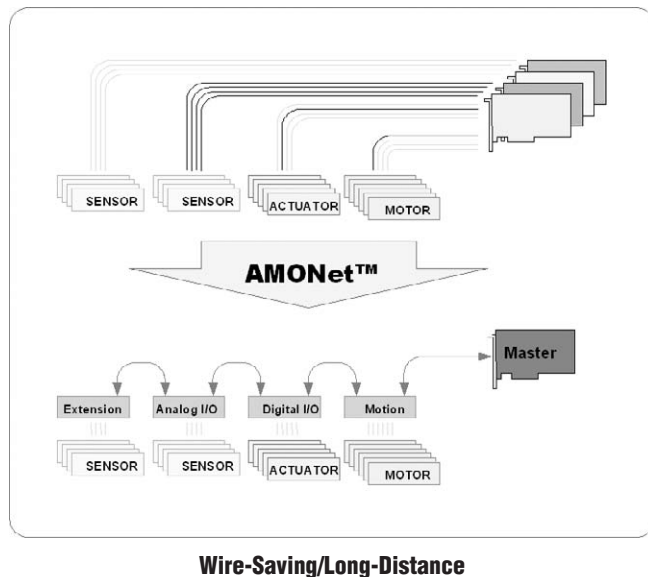 SENSOR SENSOR ACTUATOR MOTOR
AMONet™
Master
Extension Analog I/O Digital I/O Motion
SENSOR SENSOR ACTUATOR MOTOR
Wire-Saving/Long-Distance